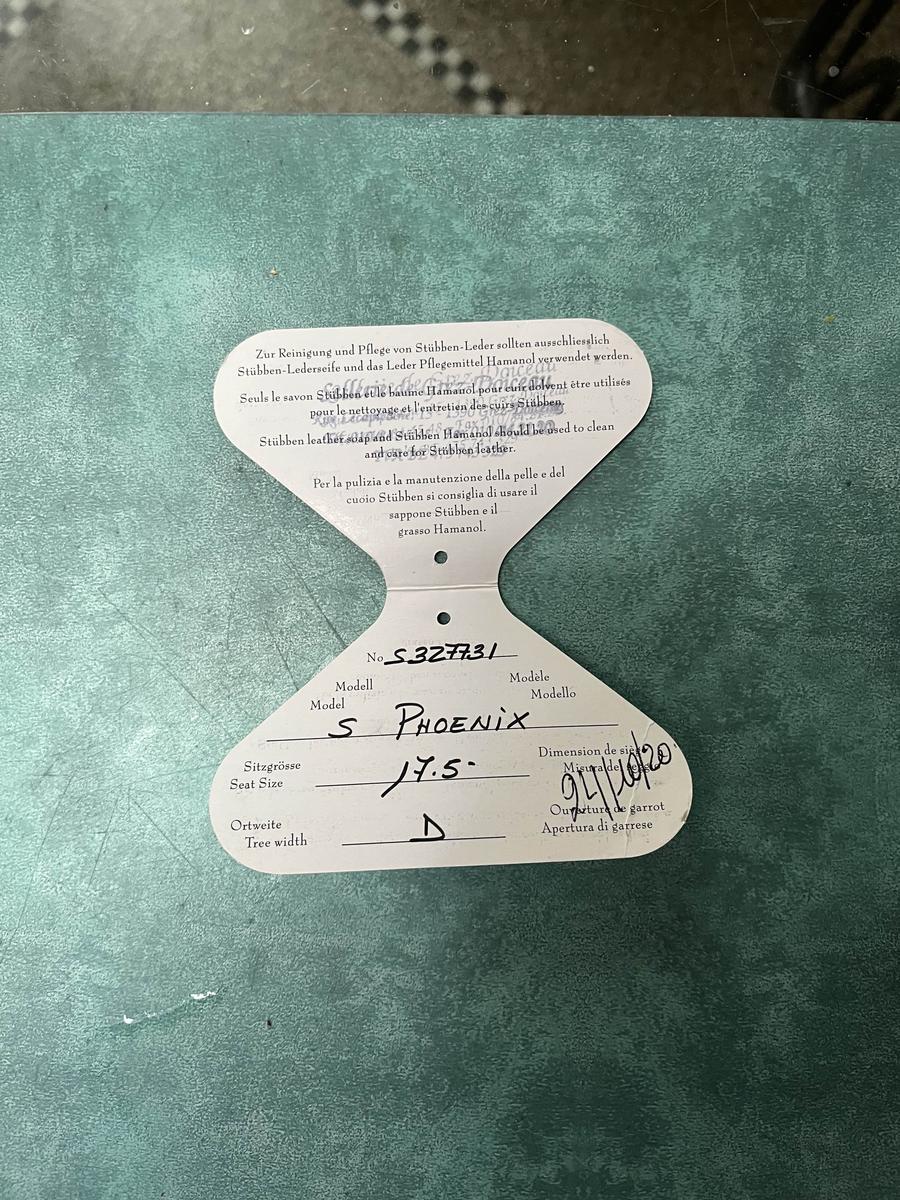 Zur Reinigung und Pflege von Stübben-Leder sollten ausschliesslich
Stübben-Lederseife und das Leder Pflegemittel Hamanol verwendet werden.
Seuls le savon Stübben et le baume Hamanol pour cuir doivent être utilisés
pour le nettoyage et l'entretien des cuirs Stübben.
Stübben leather soap and Stübben Hamanol should be used to clean
and care for Stübben leather.
Per la pulizia e la manutenzione della pelle e del
cuoio Stübben si consiglia di usare il
sappone Stübben e il
grasso Hamanol.
No S327731
Modell Modèle
Model Modello
S PHOENIX
Sitzgrösse 17.5 Dimension de
Seat Size Misura del
24/10/20
Ortweite D Ouverture de garrot
Tree width Apertura di garrese